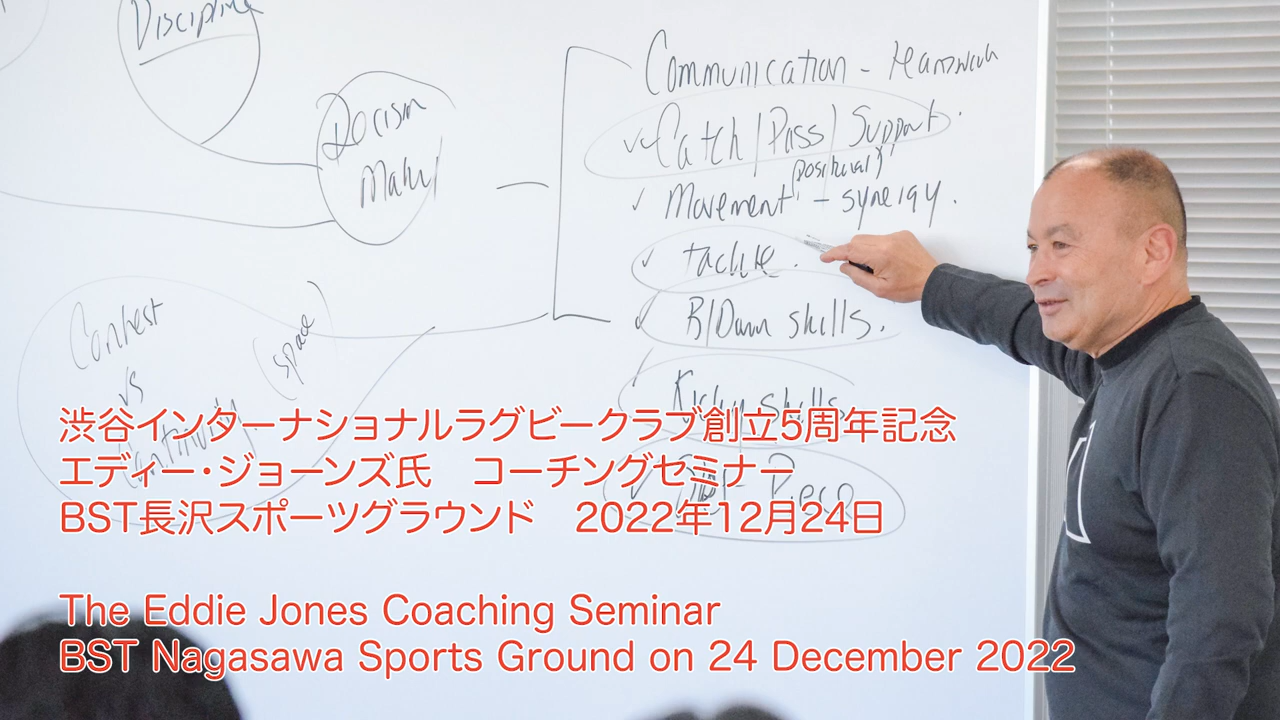 Discipline
Decision
Making
Communication - Teamwork
✓ Catch / Pass / Support.
(positional)
✓ Movement - synergy.
✓ tackle.
✓ B/Down skills.
skills
Contest
vs
(space)
渋谷インターナショナルラグビークラブ創立5周年記念
エディー・ジョーンズ氏　コーチングセミナー
BST長沢スポーツグラウンド　2022年12月24日
The Eddie Jones Coaching Seminar
BST Nagasawa Sports Ground on 24 December 2022